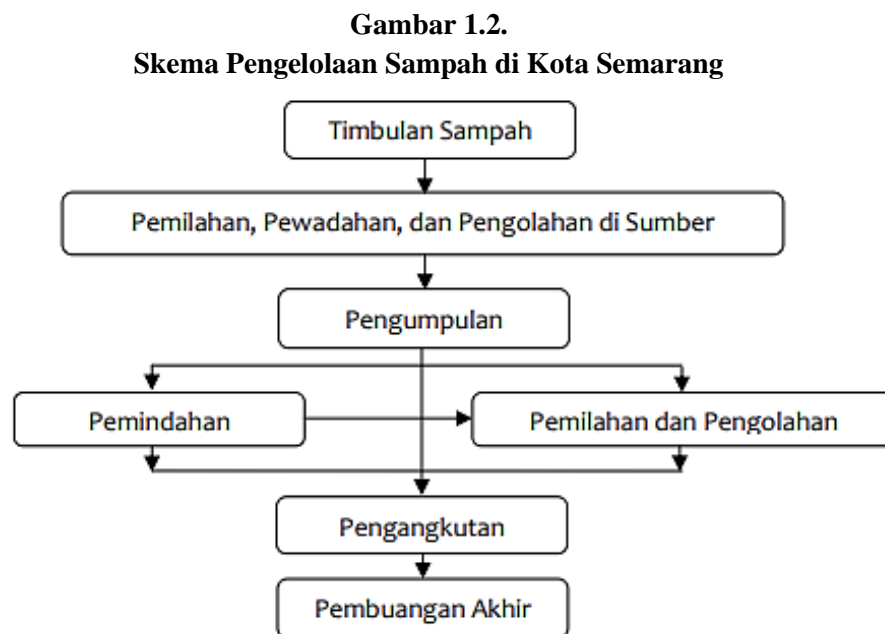 Gambar 1.2.
Skema Pengelolaan Sampah di Kota Semarang
Timbulan Sampah
Pemilahan, Pewadahan, dan Pengolahan di Sumber
Pengumpulan
Pemindahan
Pemilahan dan Pengolahan
Pengangkutan
Pembuangan Akhir